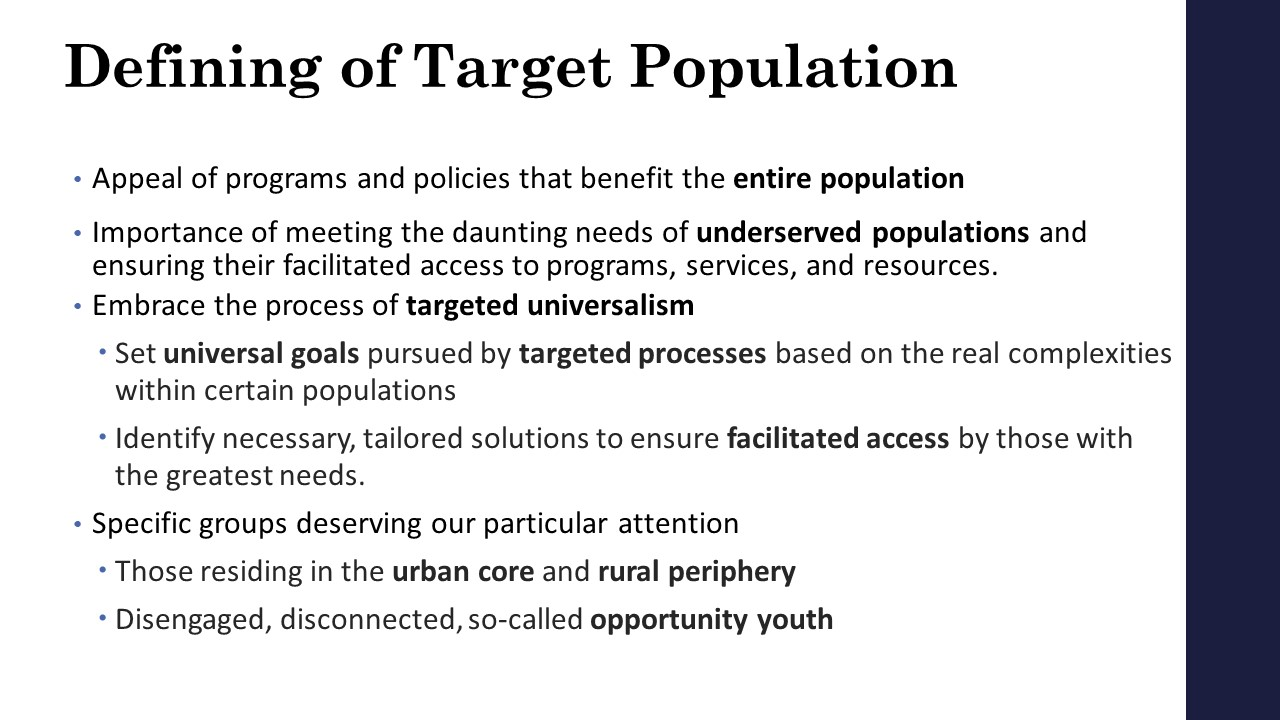 Defining of Target Population
• Appeal of programs and policies that benefit the entire population
• Importance of meeting the daunting needs of underserved populations and
ensuring their facilitated access to programs, services, and resources.
• Embrace the process of targeted universalism
• Set universal goals pursued by targeted processes based on the real complexities
within certain populations
• Identify necessary, tailored solutions to ensure facilitated access by those with
the greatest needs.
• Specific groups deserving our particular attention
• Those residing in the urban core and rural periphery
• Disengaged, disconnected, so-called opportunity youth